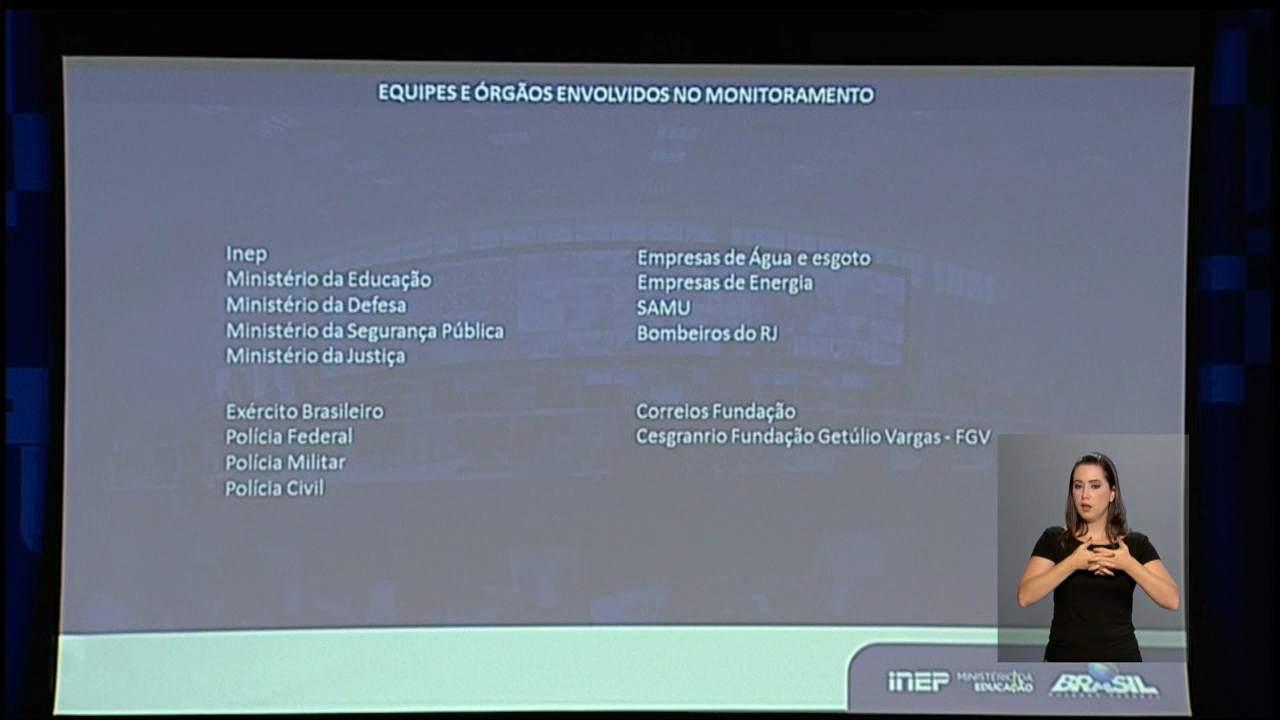 EQUIPES E ÓRGÃOS ENVOLVIDOS NO MONITORAMENTO
Inep
Ministério da Educação
Ministério da Defesa
Ministério da Segurança Pública
Ministério da Justiça
Empresas de Água e esgoto
Empresas de Energia
SAMU
Bombeiros do RJ
Exército Brasileiro
Polícia Federal
Polícia Militar
Polícia Civil
Correios Fundação
Cesgranrio Fundação Getúlio Vargas - FGV
INEP
MINISTÉRIO DA
EDUCAÇÃO
BRASIL